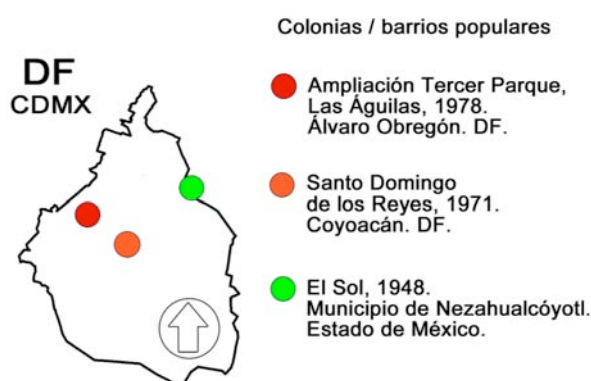 Colonias / barrios populares
DF
CDMX
Ampliación Tercer Parque,
Las Águilas, 1978.
Álvaro Obregón. DF.
Santo Domingo
de los Reyes, 1971.
Coyoacán. DF.
El Sol, 1948.
Municipio de Nezahualcóyotl.
Estado de México.